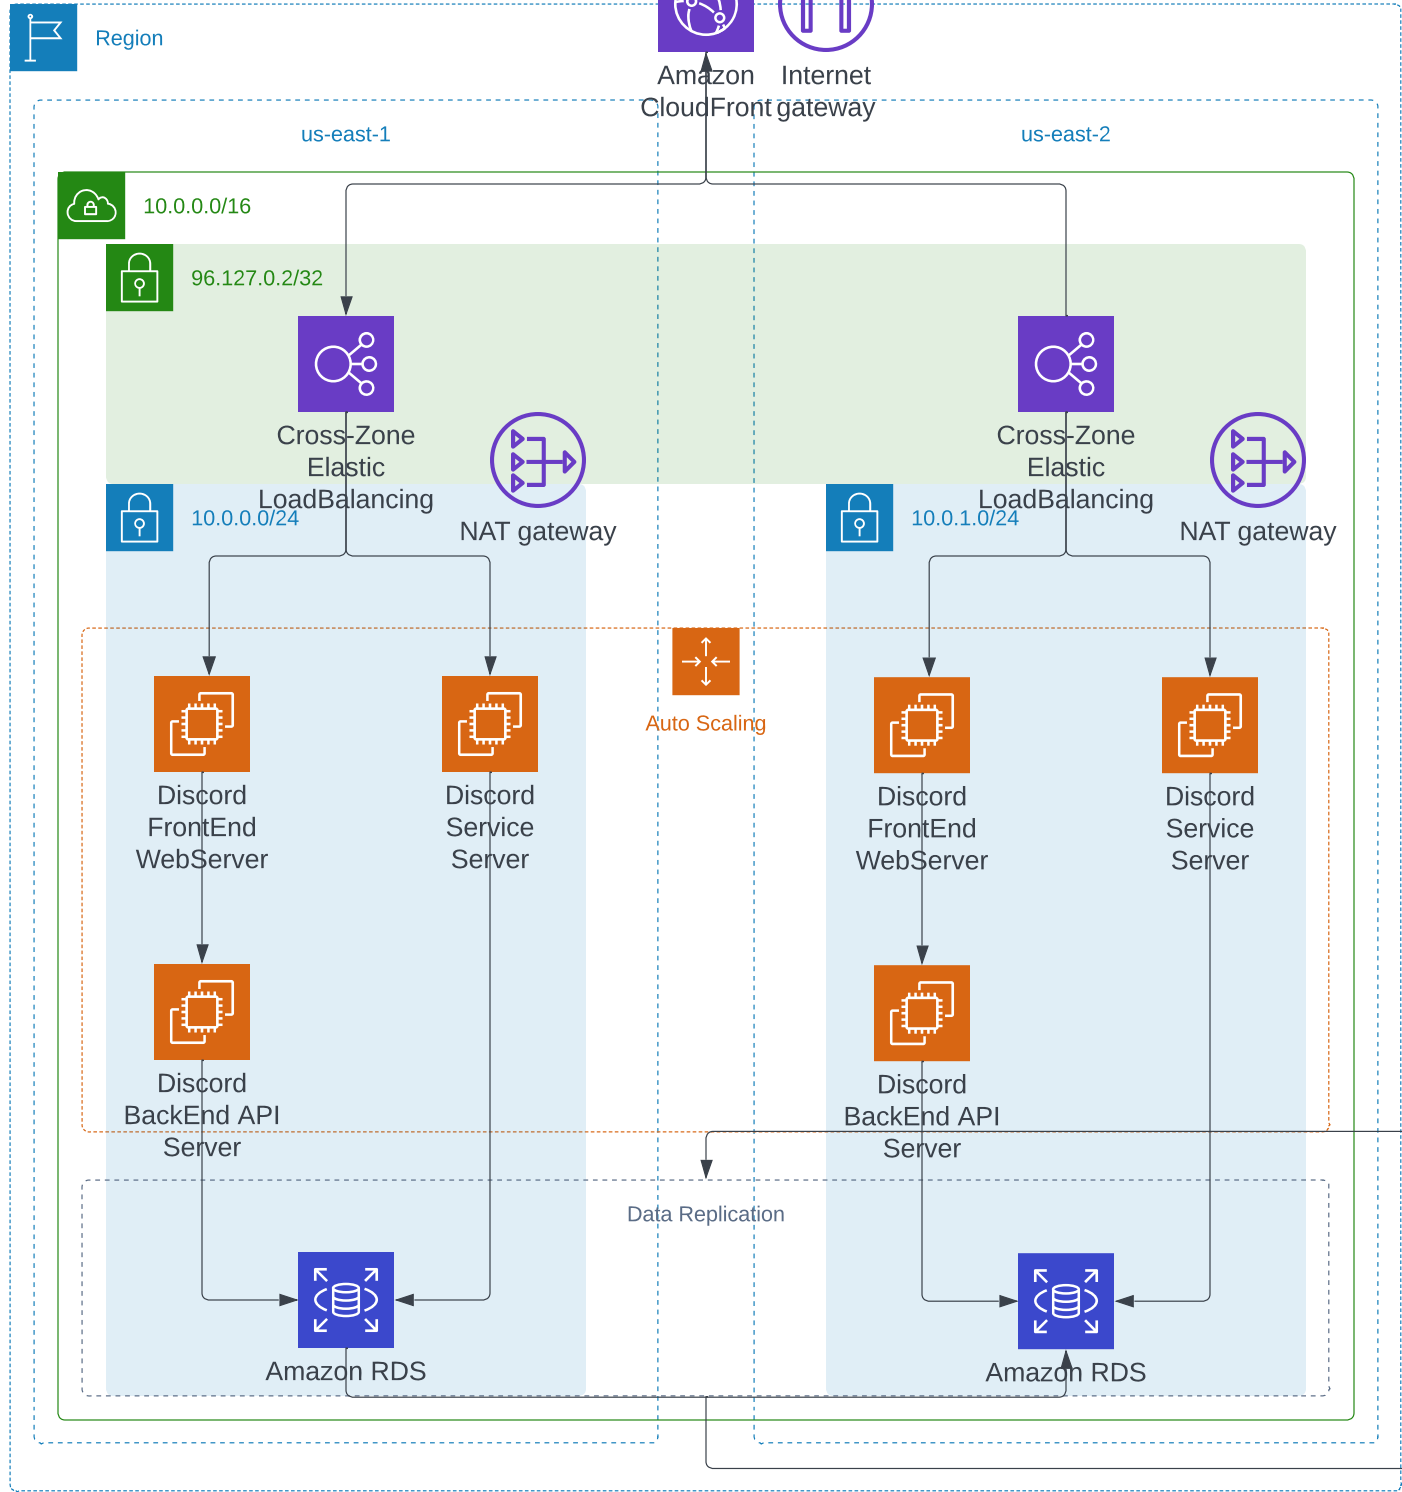 Region
Amazon
CloudFront
Internet
gateway
us-east-1
us-east-2
10.0.0.0/16
96.127.0.2/32
Cross-Zone
Elastic
LoadBalancing
NAT gateway
Cross-Zone
Elastic
LoadBalancing
NAT gateway
10.0.0.0/24
10.0.1.0/24
Auto Scaling
Discord
FrontEnd
WebServer
Discord
Service
Server
Discord
FrontEnd
WebServer
Discord
Service
Server
Discord
BackEnd API
Server
Discord
BackEnd API
Server
Data Replication
Amazon RDS
Amazon RDS